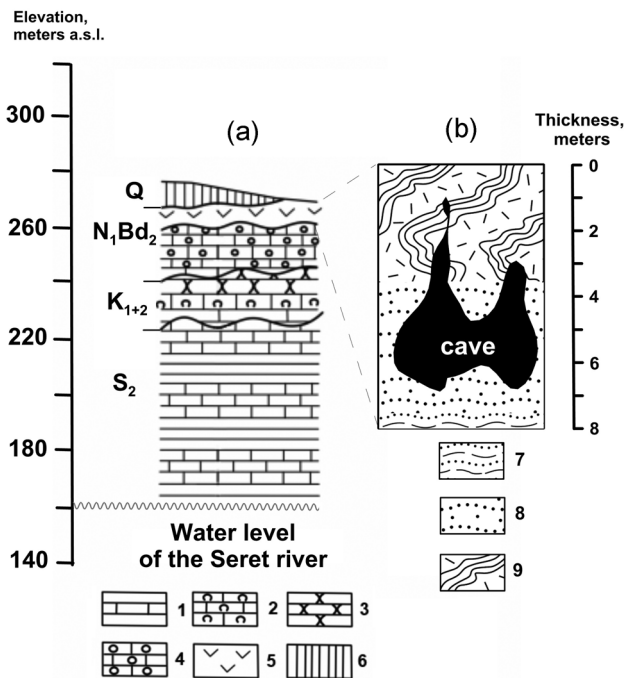 Elevation,
meters a.s.l.
300
260
220
180
140
(a)
Q
N1Bd2
K1+2
S2
Water level
of the Seret river
(b)
Thickness,
meters
0
2
4
6
8
cave
7
8
9
1
2
3
4
5
6